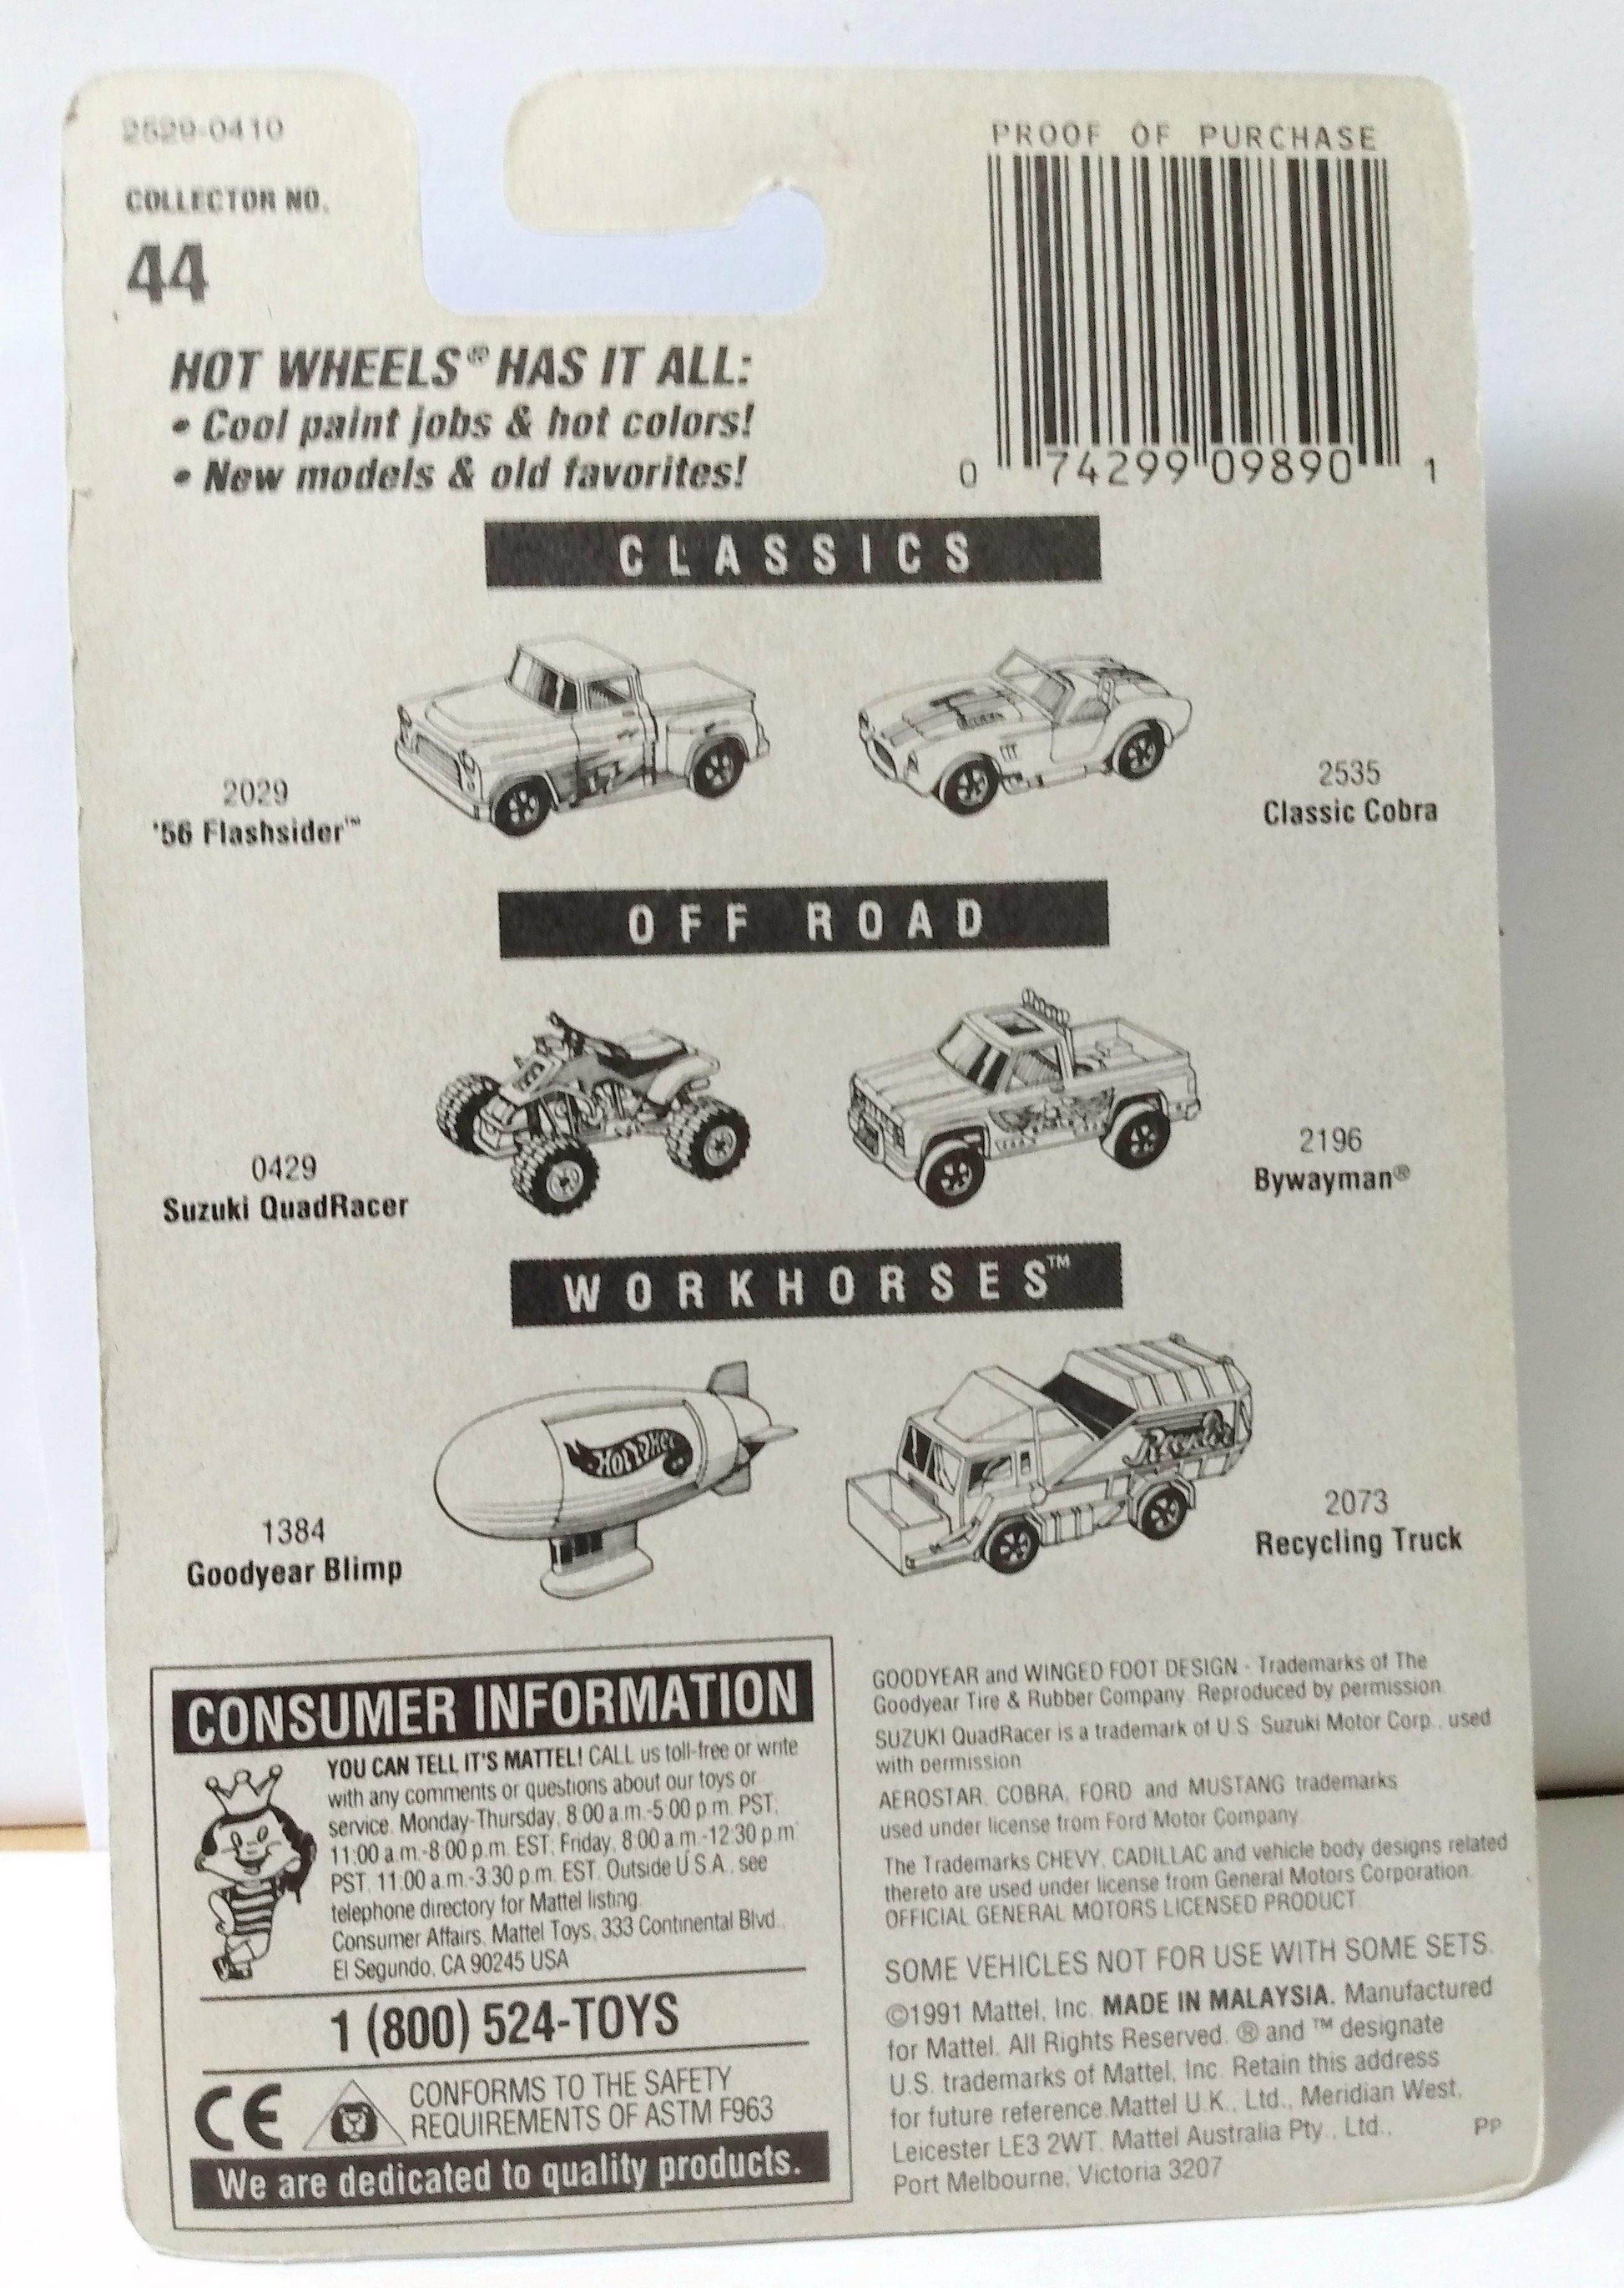 2529-0410
COLLECTOR NO.
44
PROOF OF PURCHASE
0 74299 09890 1
HOT WHEELS® HAS IT ALL:
• Cool paint jobs & hot colors!
• New models & old favorites!
CLASSICS
2029
'56 Flashsider™
2535
Classic Cobra
OFF ROAD
0429
Suzuki QuadRacer
2196
Bywayman®
WORKHORSES™
HOT WHEELS
1384
Goodyear Blimp
2073
Recycling Truck
CONSUMER INFORMATION
YOU CAN TELL IT'S MATTEL! CALL us toll-free or write
with any comments or questions about our toys or
service. Monday-Thursday, 8:00 a.m.-5:00 p.m. PST;
11:00 a.m.-8:00 p.m. EST; Friday, 8:00 a.m.-12:30 p.m.
PST, 11:00 a.m.-3:30 p.m. EST. Outside U.S.A., see
telephone directory for Mattel listing.
Consumer Affairs, Mattel Toys, 333 Continental Blvd.,
El Segundo, CA 90245 USA
1 (800) 524-TOYS
CE
CONFORMS TO THE SAFETY
REQUIREMENTS OF ASTM F963
We are dedicated to quality products.
GOODYEAR and WINGED FOOT DESIGN - Trademarks of The
Goodyear Tire & Rubber Company. Reproduced by permission.
SUZUKI QuadRacer is a trademark of U.S. Suzuki Motor Corp., used
with permission
AEROSTAR, COBRA, FORD and MUSTANG trademarks
used under license from Ford Motor Company.
The Trademarks CHEVY, CADILLAC and vehicle body designs related
thereto are used under license from General Motors Corporation.
OFFICIAL GENERAL MOTORS LICENSED PRODUCT.
SOME VEHICLES NOT FOR USE WITH SOME SETS.
©1991 Mattel, Inc. MADE IN MALAYSIA. Manufactured
for Mattel. All Rights Reserved. ® and ™ designate
U.S. trademarks of Mattel, Inc. Retain this address
for future reference. Mattel U.K., Ltd., Meridian West,
Leicester LE3 2WT. Mattel Australia Pty., Ltd.,
Port Melbourne, Victoria 3207
PP